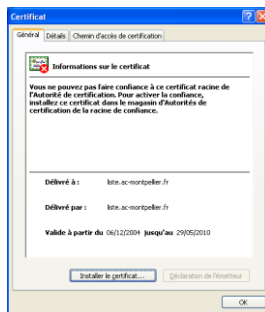 Certificat
Général Détails Chemin d'accès de certification
Informations sur le certificat
Vous ne pouvez pas faire confiance à ce certificat racine de
l'Autorité de certification. Pour activer la confiance,
installez ce certificat dans le magasin d'Autorités de
certification de la racine de confiance.
Délivré à : liste.ac-montpellier.fr
Délivré par : liste.ac-montpellier.fr
Valide à partir du 06/12/2004 jusqu'au 29/05/2010
Installer le certificat... Déclaration de l'émetteur
OK